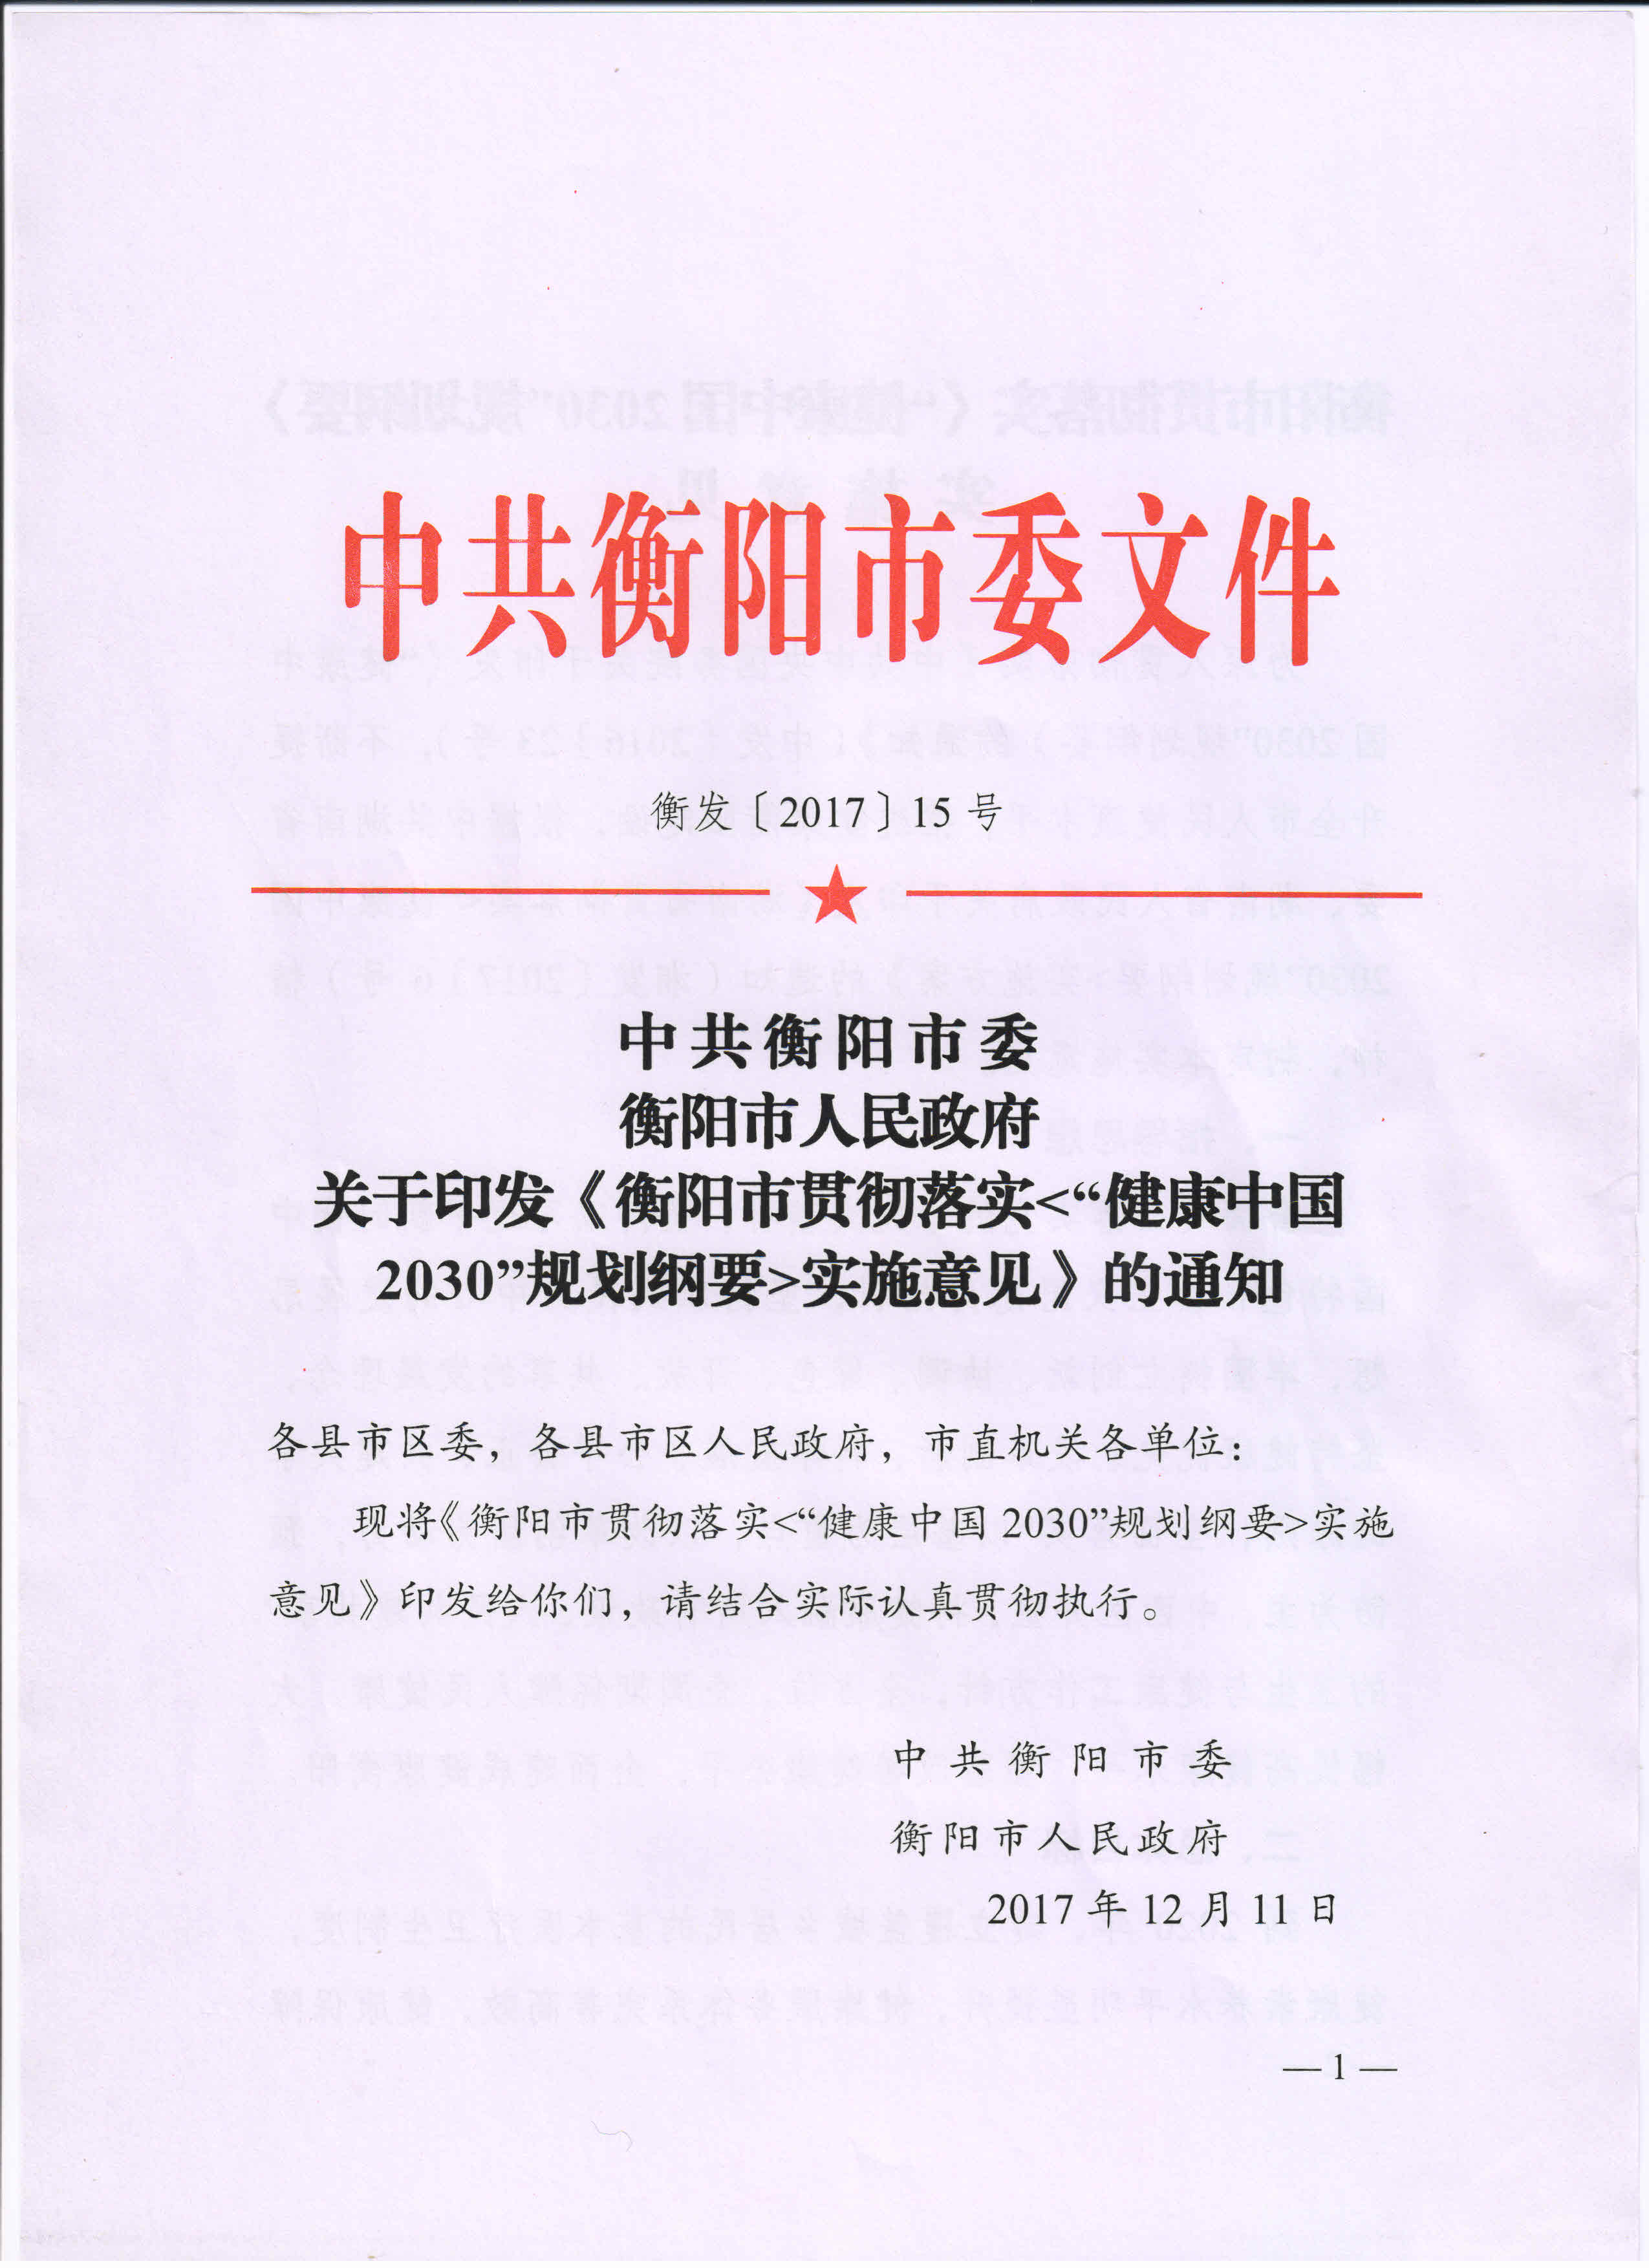 中共衡阳市委文件
衡发〔2017〕15号
中共衡阳市委
衡阳市人民政府
关于印发《衡阳市贯彻落实<“健康中国
2030”规划纲要>实施意见》的通知
各县市区委，各县市区人民政府，市直机关各单位：
现将《衡阳市贯彻落实<“健康中国2030”规划纲要>实施
意见》印发给你们，请结合实际认真贯彻执行。
中共衡阳市委
衡阳市人民政府
2017年12月11日
—1—